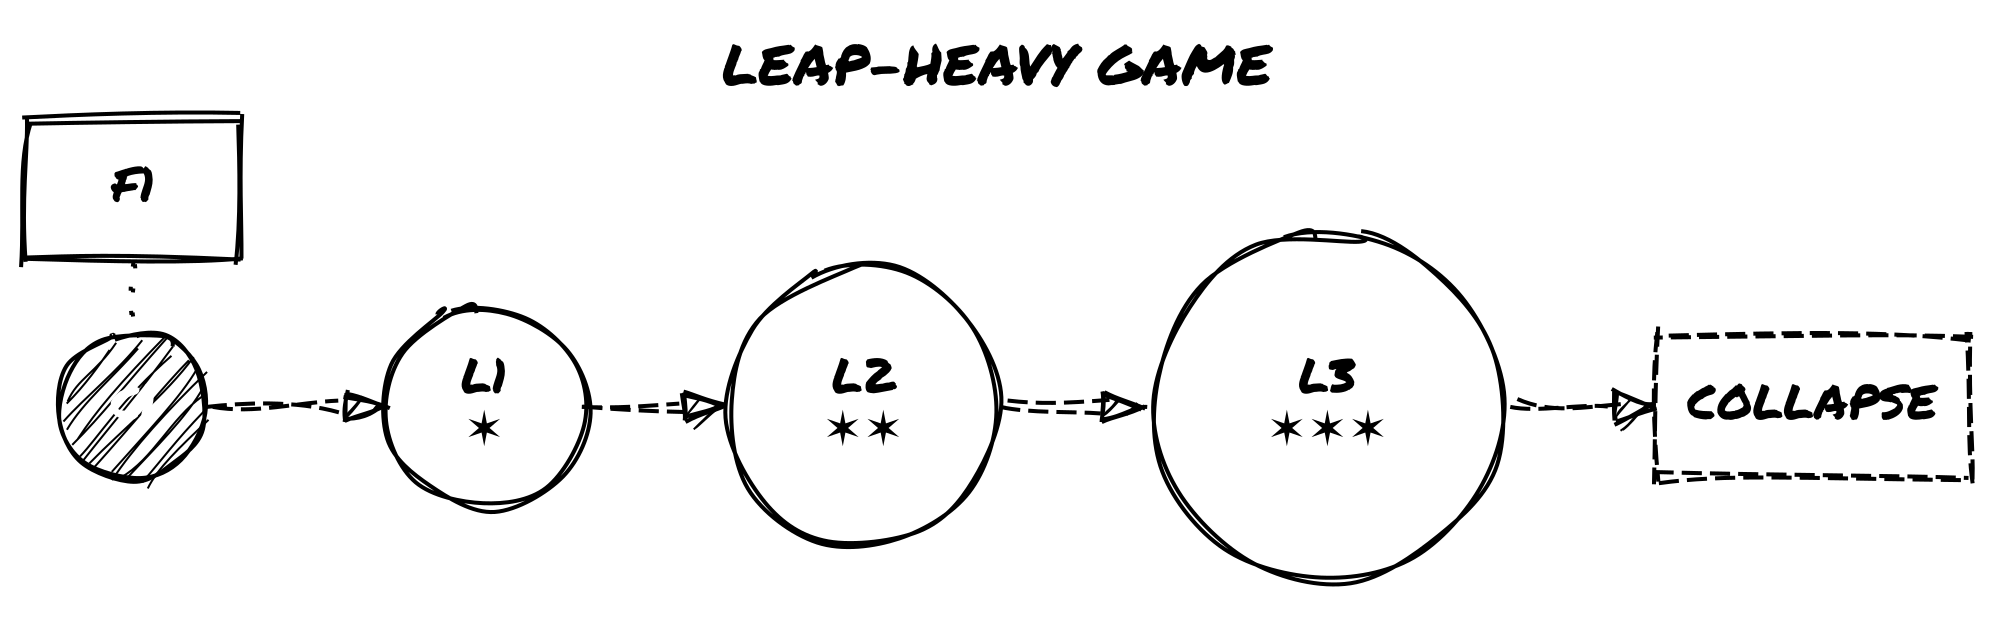 LEAP-HEAVY GAME
F1
L1
✶
L2
✶✶
L3
✶✶✶
COLLAPSE